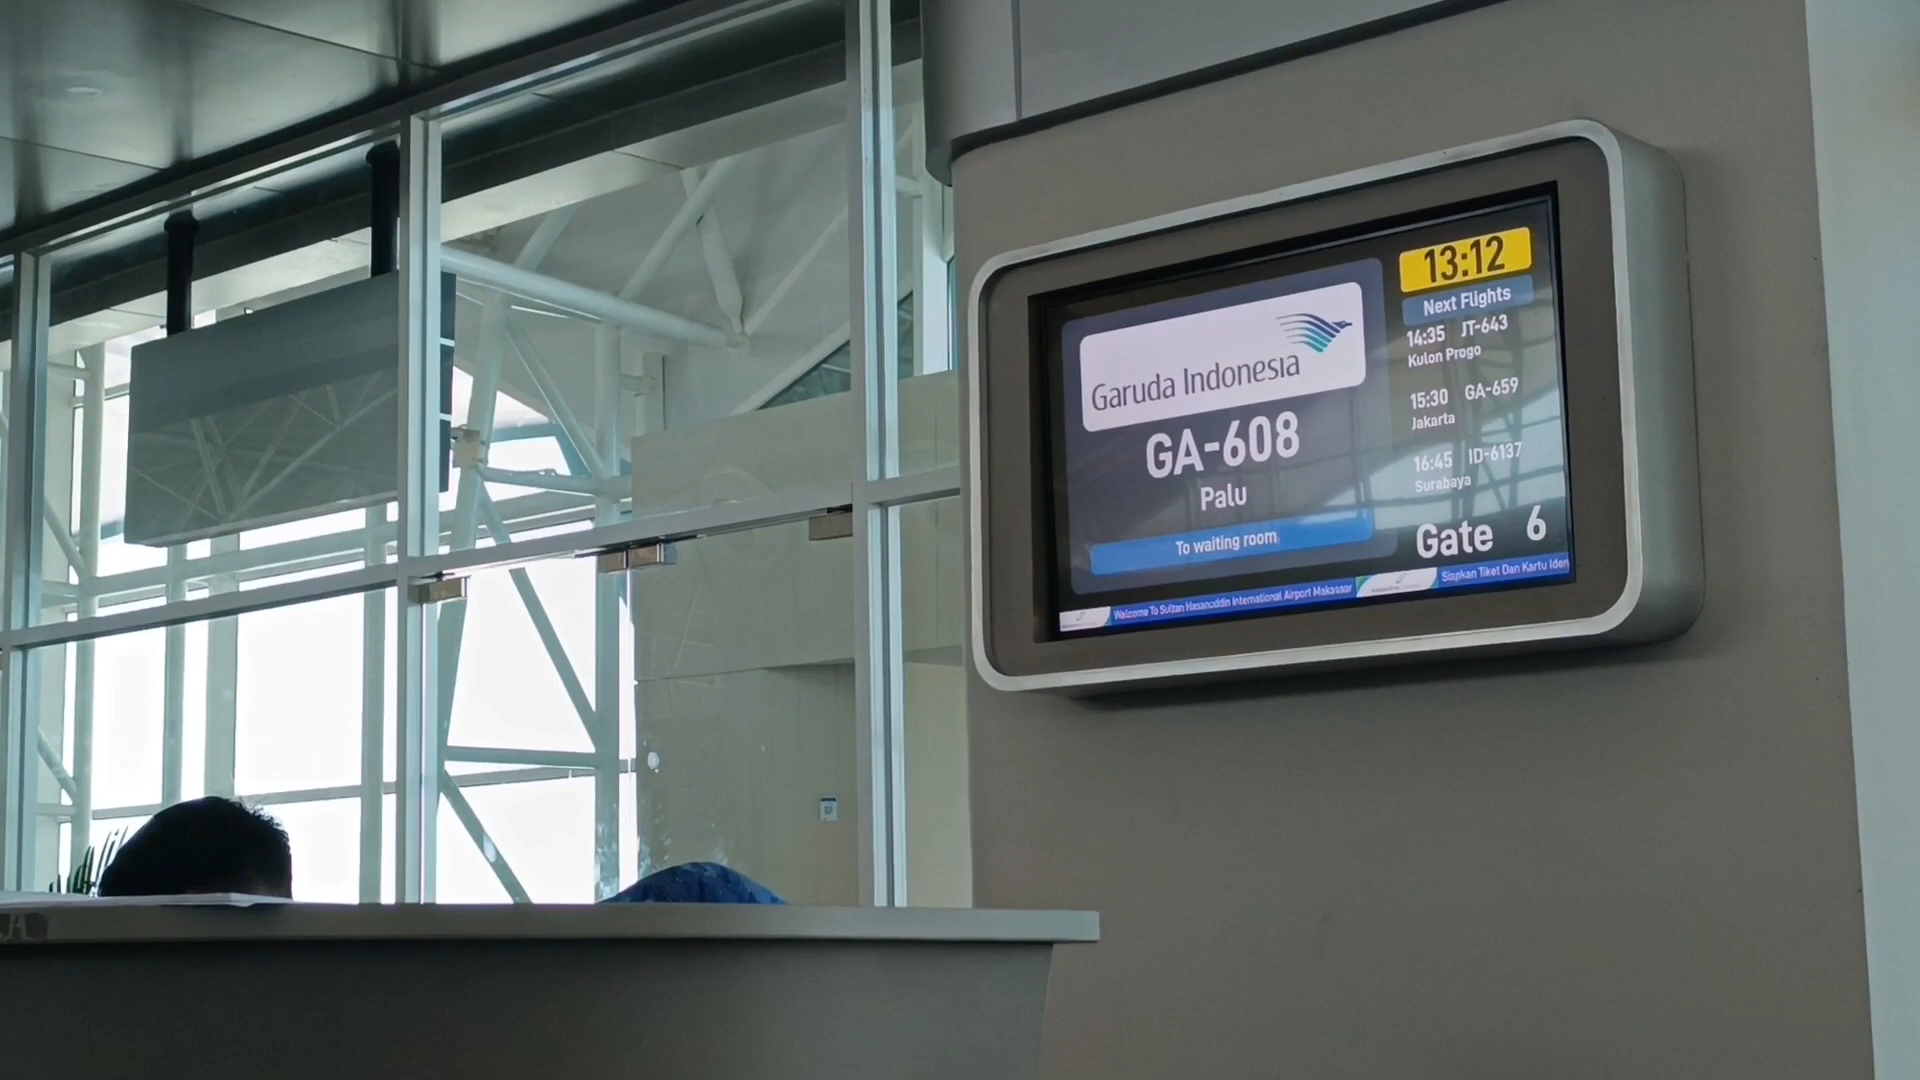 Garuda Indonesia
GA-608
Palu
To waiting room
13:12
Next Flights
14:35 JT-643
Kulon Progo
15:30 GA-659
Jakarta
16:45 ID-6137
Surabaya
Gate 6
Welcome To Sultan Hasanuddin International Airport Makassar
Siapkan Tiket Dan Kartu Iden